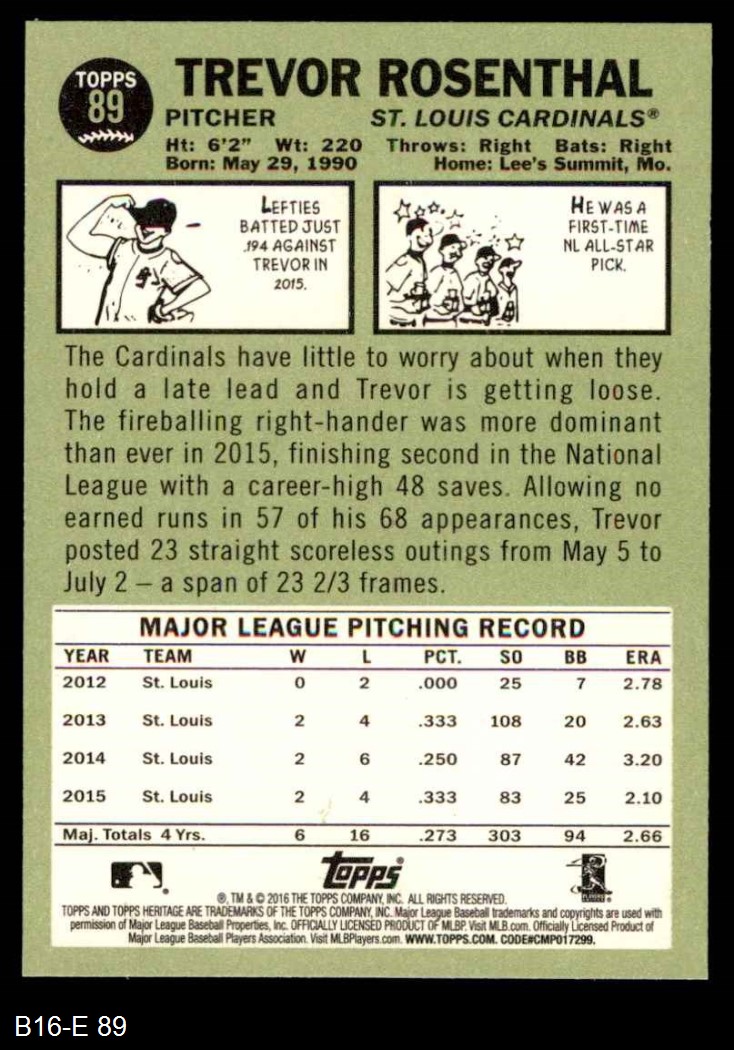 TOPPS
89
TREVOR ROSENTHAL
PITCHER ST. LOUIS CARDINALS®
Ht: 6'2" Wt: 220 Throws: Right Bats: Right
Born: May 29, 1990 Home: Lee's Summit, Mo.
LEFTIES
BATTED JUST
.194 AGAINST
TREVOR IN
2015.
HE WAS A
FIRST-TIME
NL ALL-STAR
PICK.
The Cardinals have little to worry about when they
hold a late lead and Trevor is getting loose.
The fireballing right-hander was more dominant
than ever in 2015, finishing second in the National
League with a career-high 48 saves. Allowing no
earned runs in 57 of his 68 appearances, Trevor
posted 23 straight scoreless outings from May 5 to
July 2 – a span of 23 2/3 frames.
MAJOR LEAGUE PITCHING RECORD
YEAR TEAM W L PCT. SO BB ERA
2012 St. Louis 0 2 .000 25 7 2.78
2013 St. Louis 2 4 .333 108 20 2.63
2014 St. Louis 2 6 .250 87 42 3.20
2015 St. Louis 2 4 .333 83 25 2.10
Maj. Totals 4 Yrs. 6 16 .273 303 94 2.66
Topps®
®, TM & © 2016 THE TOPPS COMPANY, INC. ALL RIGHTS RESERVED.
TOPPS AND TOPPS HERITAGE ARE TRADEMARKS OF THE TOPPS COMPANY, INC. Major League Baseball trademarks and copyrights are used with
permission of Major League Baseball Properties, Inc. OFFICIALLY LICENSED PRODUCT OF MLBP. Visit MLB.com. Officially Licensed Product of
Major League Baseball Players Association. Visit MLBPlayers.com. WWW.TOPPS.COM. CODE#CMP017299.
B16-E 89